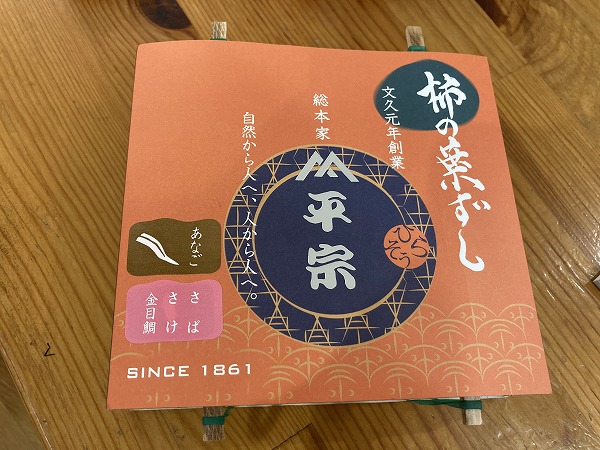 柿の葉ずし
文久元年創業
総本家
平宗
ひらそう
自然から人へ、人から人へ。
あなご
さば
さけ
金目鯛
SINCE 1861